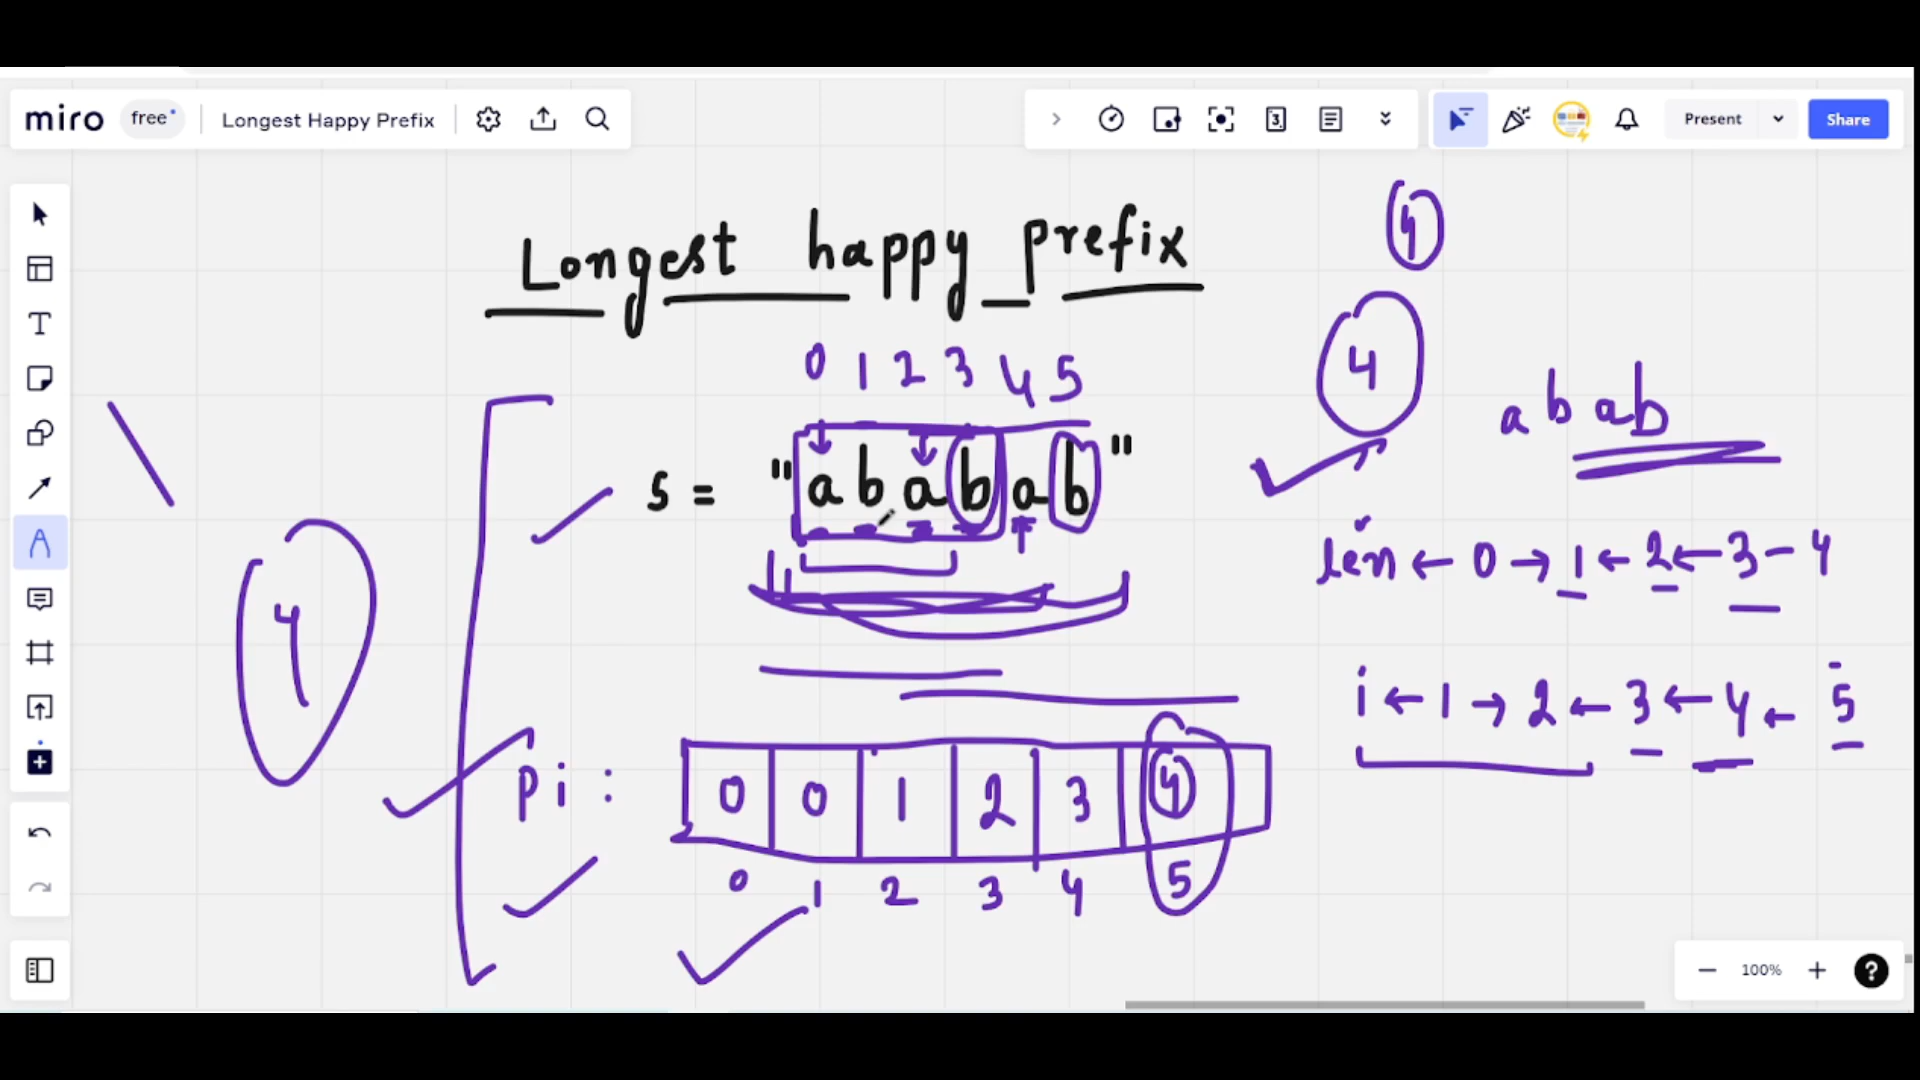 miro free Longest Happy Prefix Present Share
4
Longest happy prefix
0 1 2 3 4 5
4
a b a b
s = "a b a b a b"
len ← 0 → 1 ← 2 ← 3 – 4
4
i ← 1 → 2 ← 3 ← 4 ← 5
pi : 0 0 1 2 3 4
0 1 2 3 4 5
100%